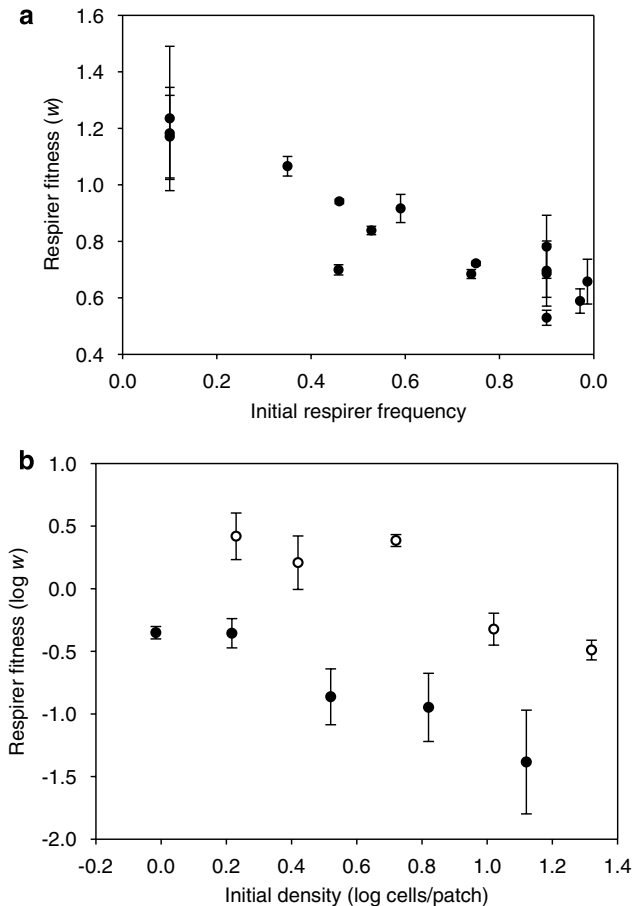 a
1.6
1.4
1.2
1.0
0.8
0.6
0.4
Respirer fitness (w)
0.0 0.2 0.4 0.6 0.8 0.0
Initial respirer frequency
b
1.0
0.5
0.0
-0.5
-1.0
-1.5
-2.0
Respirer fitness (log w)
-0.2 0.0 0.2 0.4 0.6 0.8 1.0 1.2 1.4
Initial density (log cells/patch)